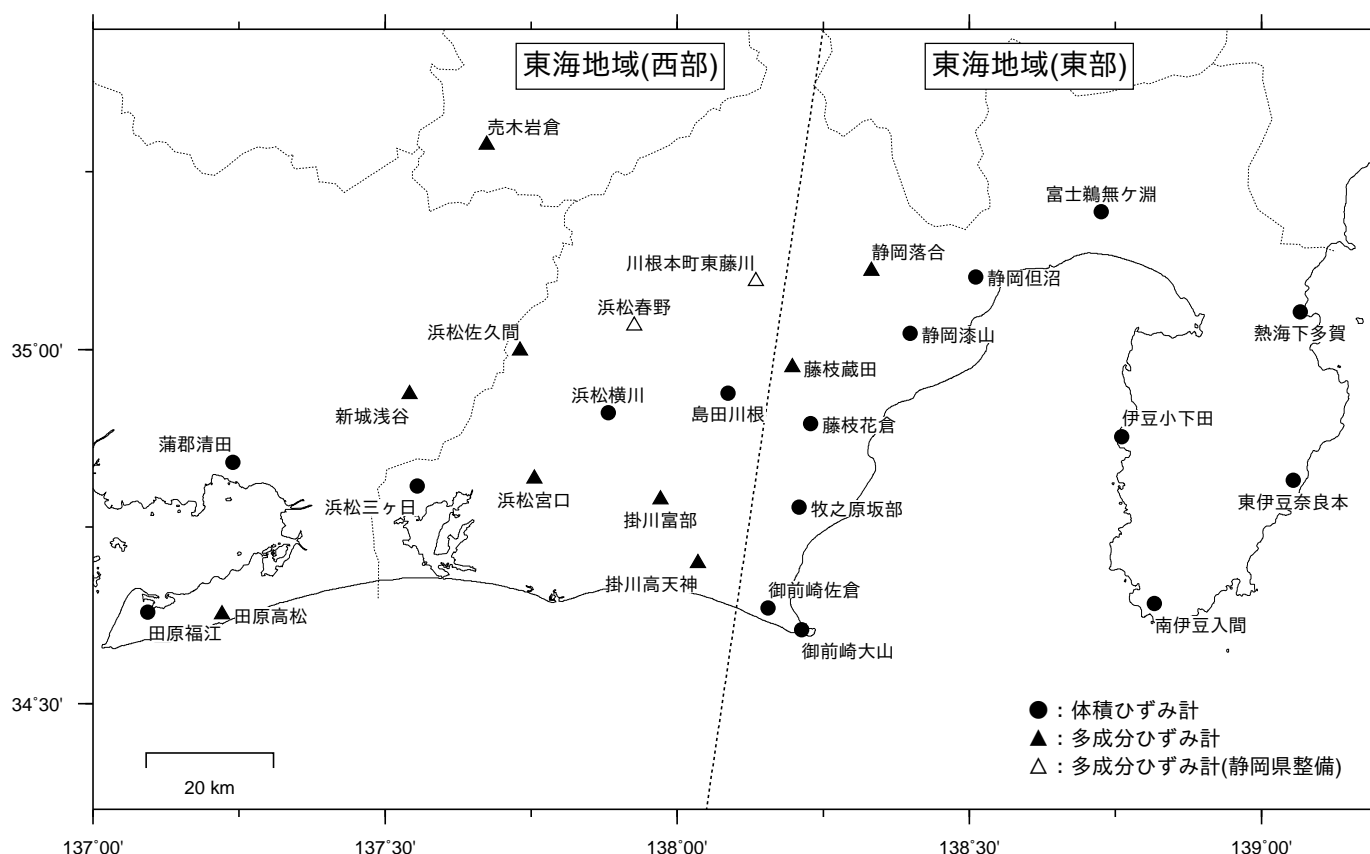 東海地域(西部)
東海地域(東部)
売木岩倉
富士鵜無ケ淵
静岡落合
川根本町東藤川
静岡但沼
浜松春野
浜松佐久間
静岡漆山
熱海下多賀
35°00'
藤枝蔵田
浜松横川
島田川根
新城浅谷
伊豆小下田
藤枝花倉
蒲郡清田
浜松三ヶ日
浜松宮口
東伊豆奈良本
牧之原坂部
掛川富部
掛川高天神
御前崎佐倉
田原福江
田原高松
南伊豆入間
御前崎大山
34°30'
：体積ひずみ計
：多成分ひずみ計
：多成分ひずみ計(静岡県整備)
20 km
137°00'
137°30'
138°00'
138°30'
139°00'